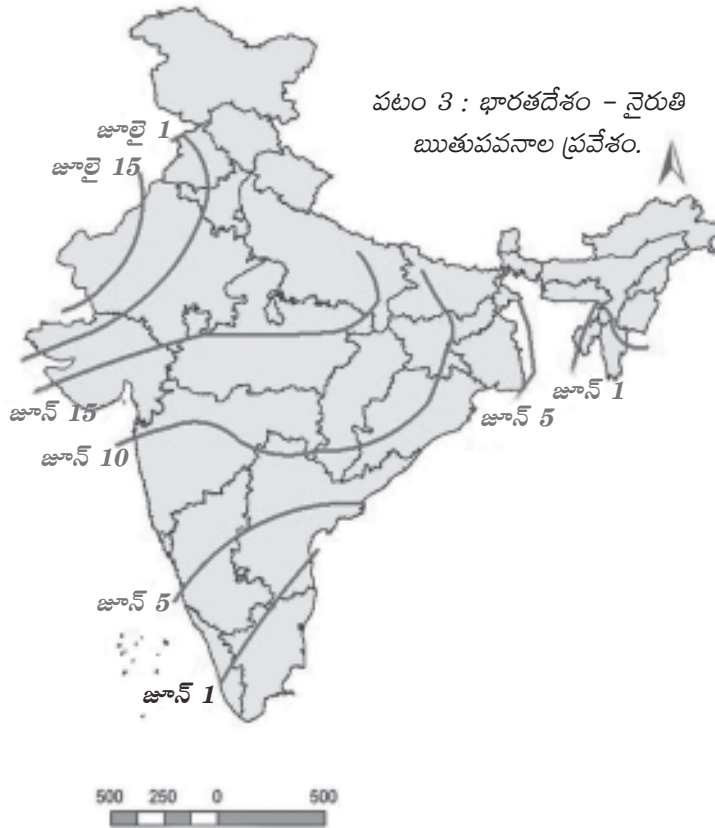 పటం 3 : భారతదేశం – నైరుతి
ఋతుపవనాల ప్రవేశం.
జూలై 1
జూలై 15
జూన్ 15
జూన్ 10
జూన్ 5
జూన్ 1
జూన్ 5
జూన్ 1
500 250 0 500